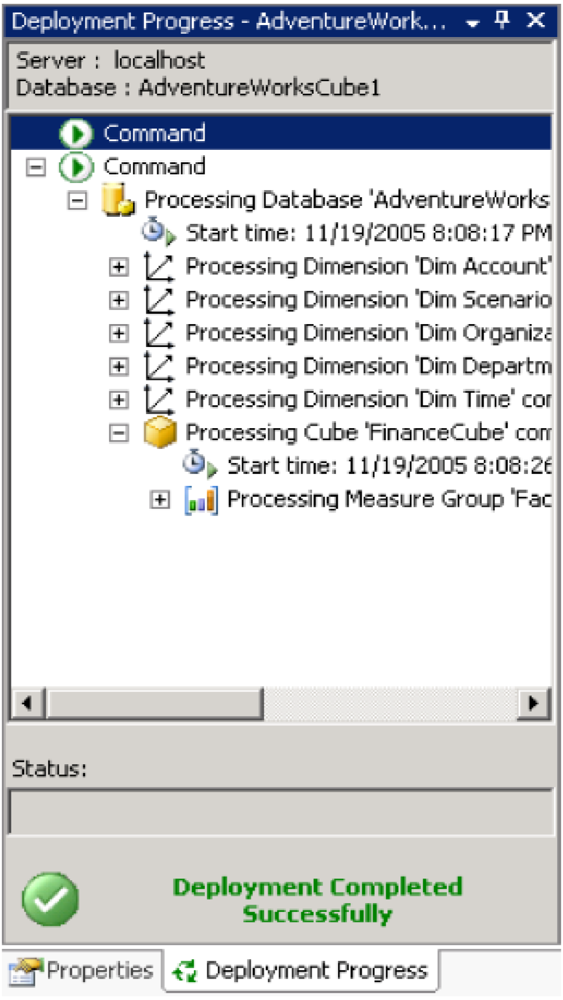 Deployment Progress - AdventureWork...
Server : localhost
Database : AdventureWorksCube1
Command
Command
Processing Database 'AdventureWorks
Start time: 11/19/2005 8:08:17 PM
Processing Dimension 'Dim Account'
Processing Dimension 'Dim Scenario
Processing Dimension 'Dim Organiza
Processing Dimension 'Dim Departm
Processing Dimension 'Dim Time' com
Processing Cube 'FinanceCube' com
Start time: 11/19/2005 8:08:26
Processing Measure Group 'Fac
Status:
Deployment Completed
Successfully
Properties
Deployment Progress